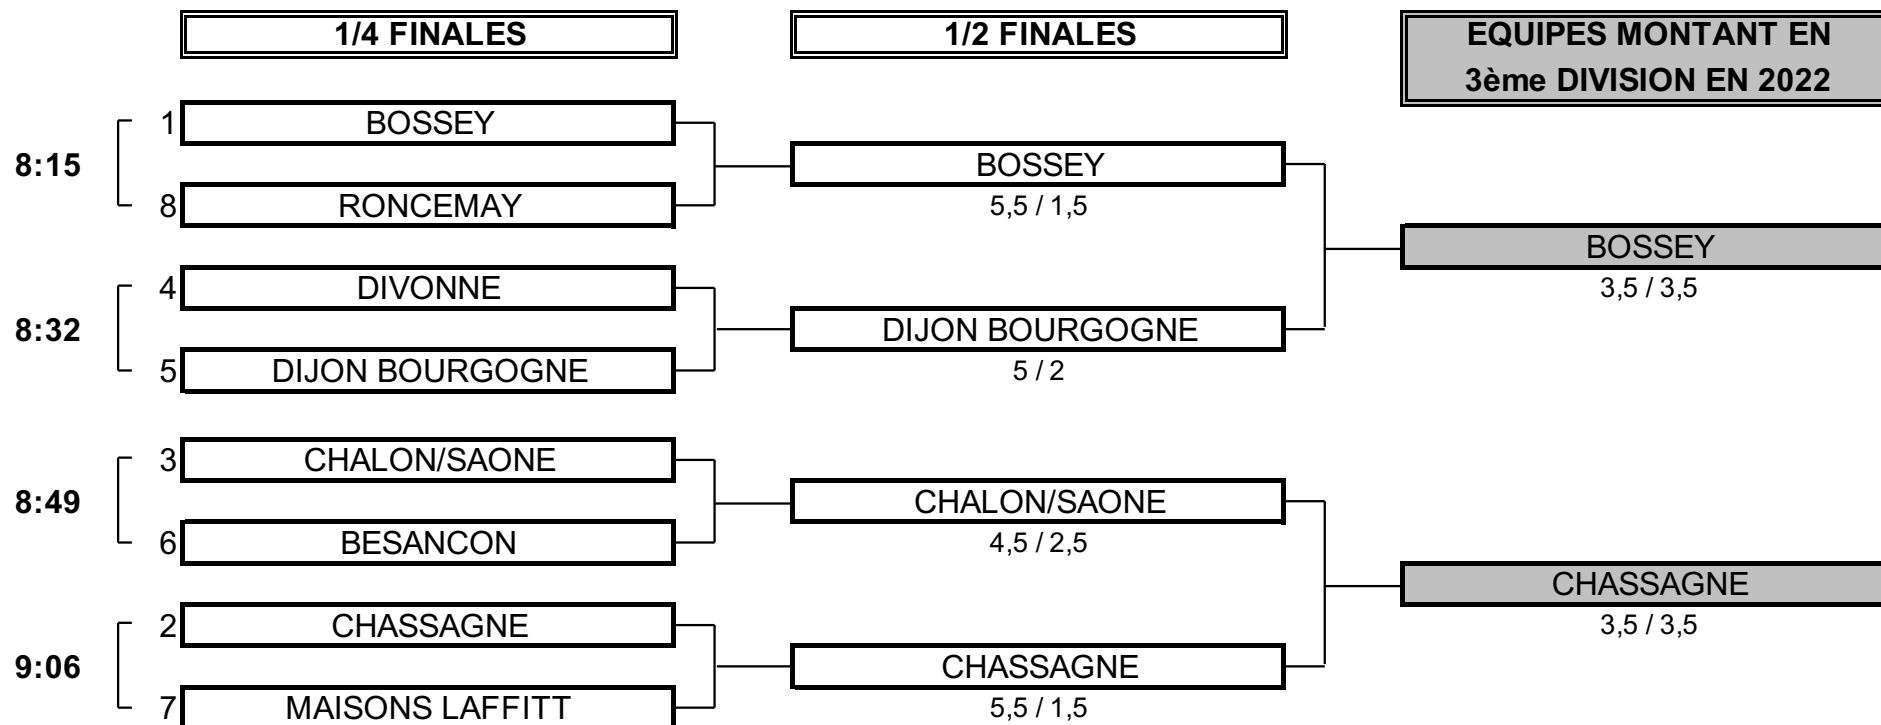 1/4 FINALES
1/2 FINALES
EQUIPES MONTANT EN
3ème DIVISION EN 2022
1 BOSSEY
8:15
BOSSEY
8 RONCEMAY
5,5 / 1,5
BOSSEY
4 DIVONNE
3,5 / 3,5
8:32
DIJON BOURGOGNE
5 DIJON BOURGOGNE
5 / 2
3 CHALON/SAONE
8:49
CHALON/SAONE
6 BESANCON
4,5 / 2,5
CHASSAGNE
2 CHASSAGNE
3,5 / 3,5
9:06
CHASSAGNE
7 MAISONS LAFFITT
5,5 / 1,5